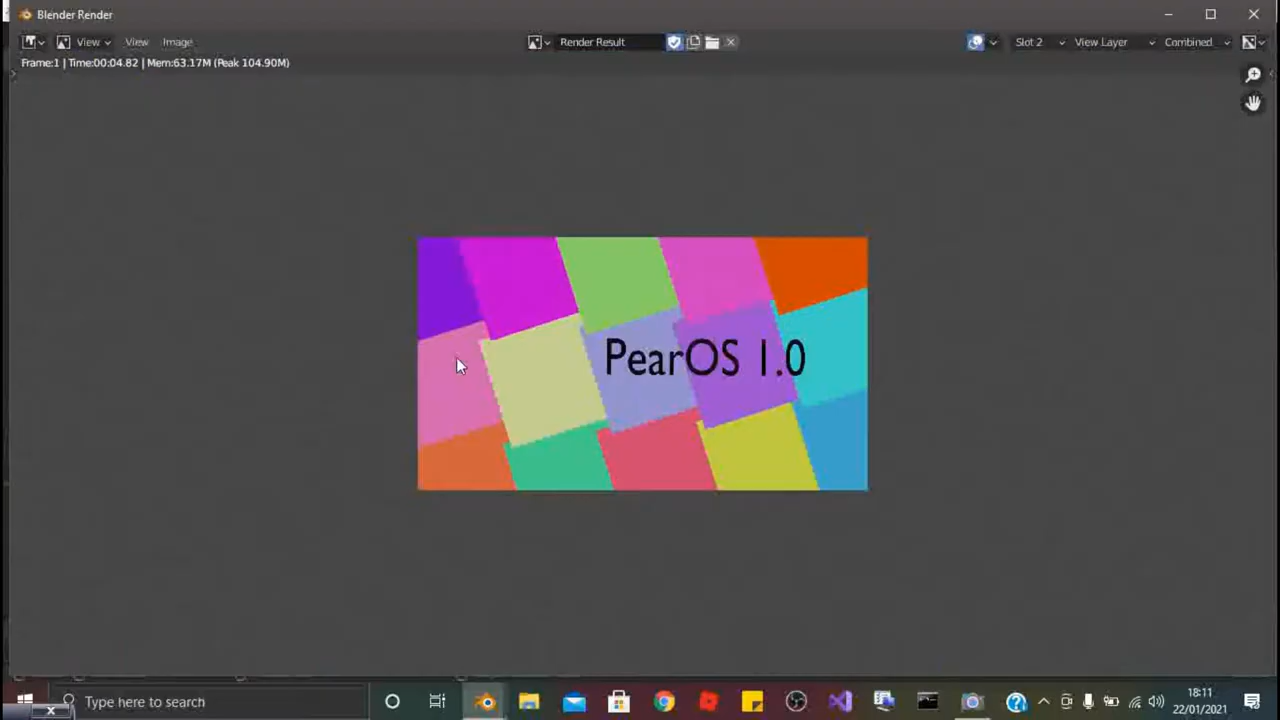 Blender Render
View View Image Render Result Slot 2 View Layer Combined
Frame:1 | Time:00:04.82 | Mem:63.17M (Peak 104.90M)
PearOS 1.0
Type here to search
18:11
22/01/2021